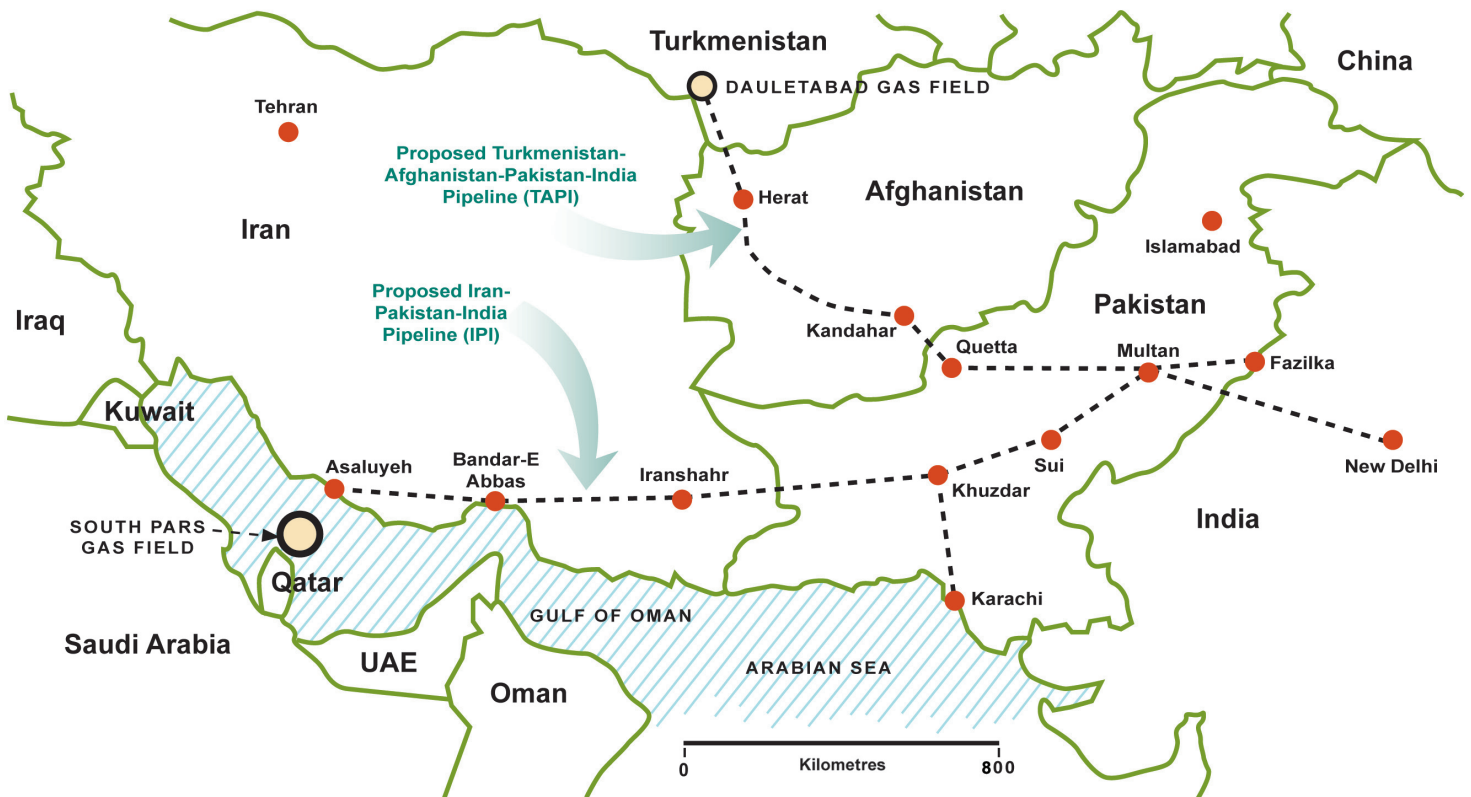 Turkmenistan
China
DAULETABAD GAS FIELD
Tehran
Proposed Turkmenistan-
Afghanistan-Pakistan-India
Pipeline (TAPI)
Herat
Afghanistan
Iran
Islamabad
Proposed Iran-
Pakistan-India
Pipeline (IPI)
Iraq
Pakistan
Kandahar
Quetta
Multan
Fazilka
Kuwait
Asaluyeh
Bandar-E
Abbas
Iranshahr
Khuzdar
Sui
New Delhi
SOUTH PARS
GAS FIELD
India
Qatar
Karachi
GULF OF OMAN
Saudi Arabia
UAE
ARABIAN SEA
Oman
0
Kilometres
800